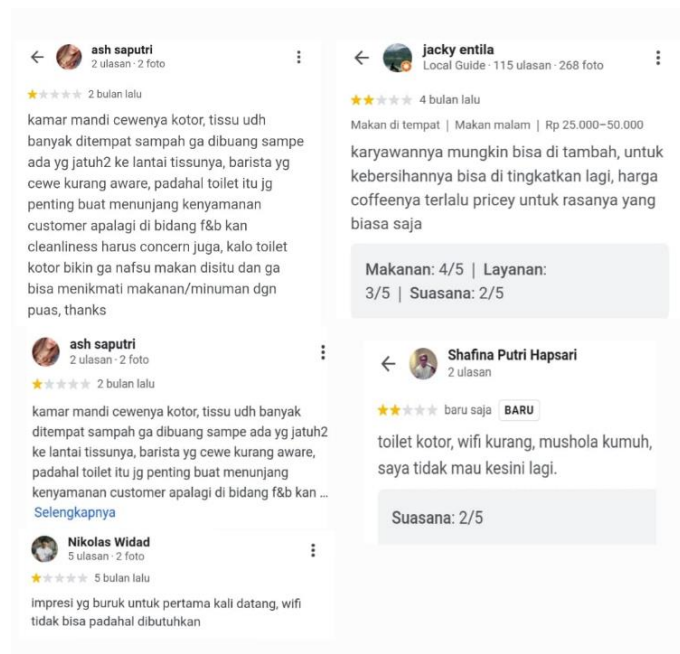 ash saputri
2 ulasan · 2 foto
2 bulan lalu
kamar mandi cewenya kotor, tissu udh
banyak ditempat sampah ga dibuang sampe
ada yg jatuh2 ke lantai tissunya, barista yg
cewe kurang aware, padahal toilet itu jg
penting buat menunjang kenyamanan
customer apalagi di bidang f&b kan
cleanliness harus concern juga, kalo toilet
kotor bikin ga nafsu makan disitu dan ga
bisa menikmati makanan/minuman dgn
puas, thanks
ash saputri
2 ulasan · 2 foto
2 bulan lalu
kamar mandi cewenya kotor, tissu udh banyak
ditempat sampah ga dibuang sampe ada yg jatuh2
ke lantai tissunya, barista yg cewe kurang aware,
padahal toilet itu jg penting buat menunjang
kenyamanan customer apalagi di bidang f&b kan ...
Selengkapnya
Nikolas Widad
5 ulasan · 2 foto
5 bulan lalu
impresi yg buruk untuk pertama kali datang, wifi
tidak bisa padahal dibutuhkan
jacky entila
Local Guide · 115 ulasan · 268 foto
4 bulan lalu
Makan di tempat | Makan malam | Rp 25.000–50.000
karyawannya mungkin bisa di tambah, untuk
kebersihannya bisa di tingkatkan lagi, harga
coffeenya terlalu pricey untuk rasanya yang
biasa saja
Makanan: 4/5 | Layanan:
3/5 | Suasana: 2/5
Shafina Putri Hapsari
2 ulasan
baru saja BARU
toilet kotor, wifi kurang, mushola kumuh,
saya tidak mau kesini lagi.
Suasana: 2/5